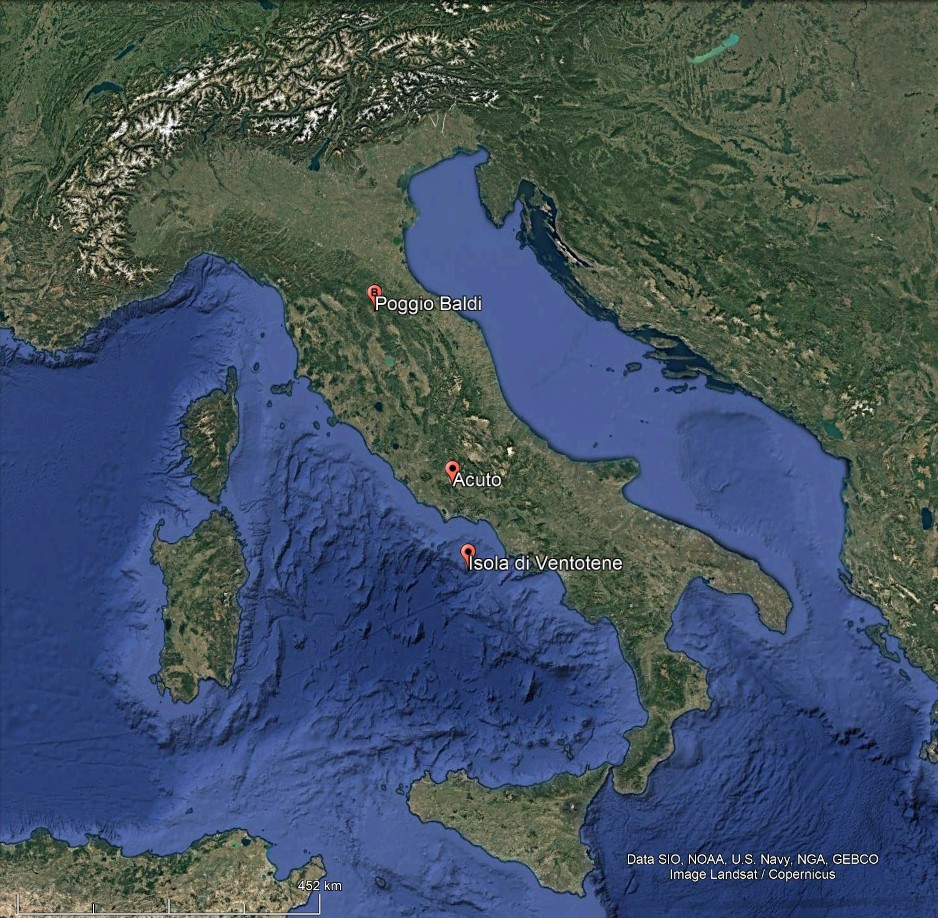 B
Poggio Baldi
Acuto
Isola di Ventotene
Data SIO, NOAA, U.S. Navy, NGA, GEBCO
Image Landsat / Copernicus
452 km